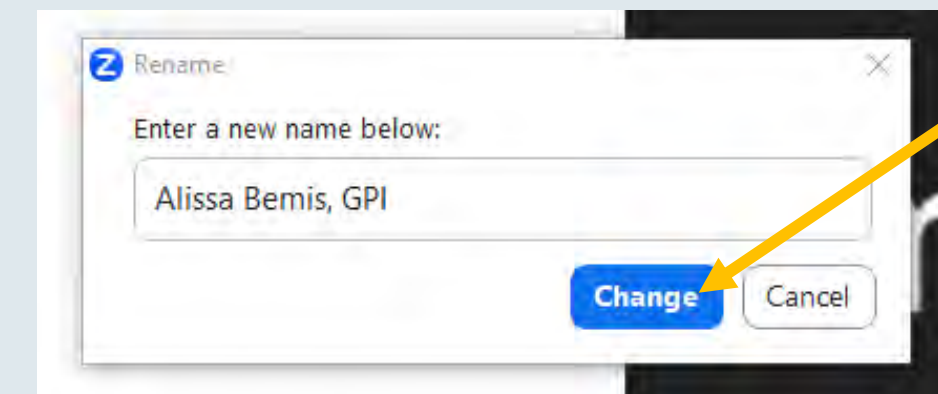 Rename
Enter a new name below:
Alissa Bemis, GPI
Change
Cancel